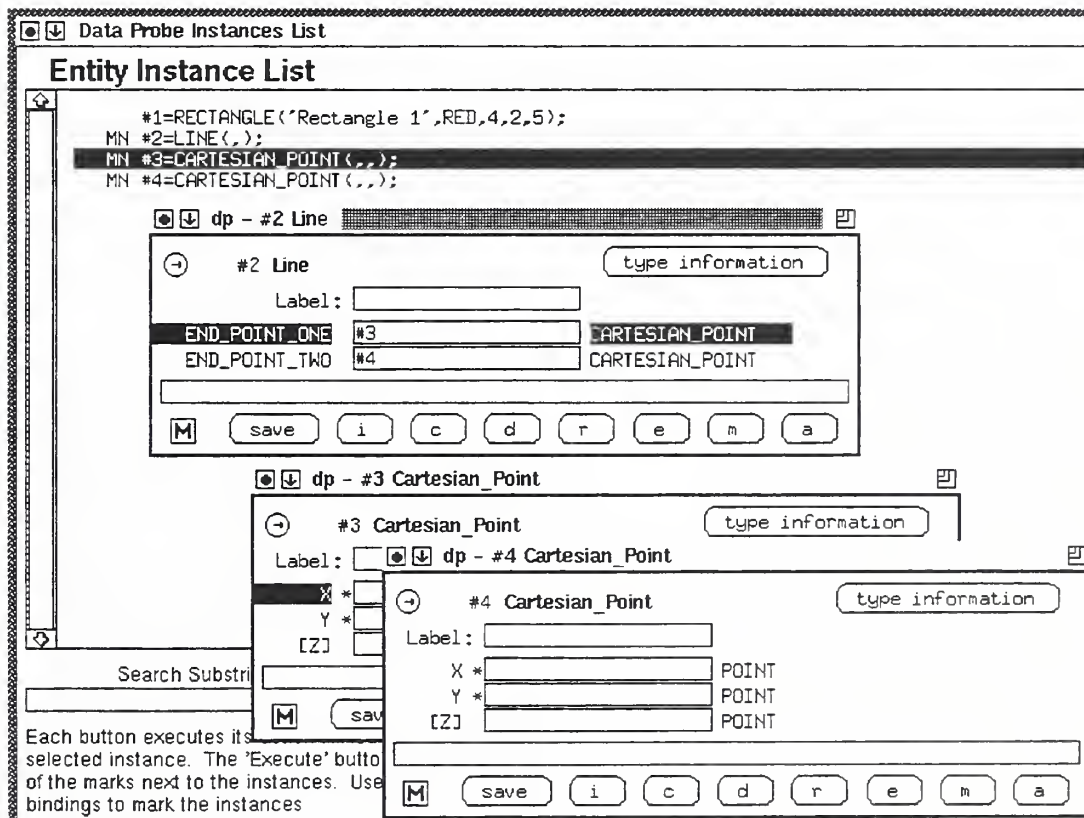 Data Probe Instances List
Entity Instance List
#1=RECTANGLE('Rectangle 1',RED,4,2,5);
MN #2=LINE(,);
MN #3=CARTESIAN_POINT(,,);
MN #4=CARTESIAN_POINT(,,);
dp - #2 Line
#2 Line
type information
Label:
END_POINT_ONE #3 CARTESIAN_POINT
END_POINT_TWO #4 CARTESIAN_POINT
M save i c d r e m a
dp - #3 Cartesian_Point
#3 Cartesian_Point
type information
Label:
X *
Y *
[Z]
M sav
dp - #4 Cartesian_Point
#4 Cartesian_Point
type information
Label:
X * POINT
Y * POINT
[Z] POINT
M save i c d r e m a
Search Substri
Each button executes its
selected instance. The 'Execute' butto
of the marks next to the instances. Use
bindings to mark the instances